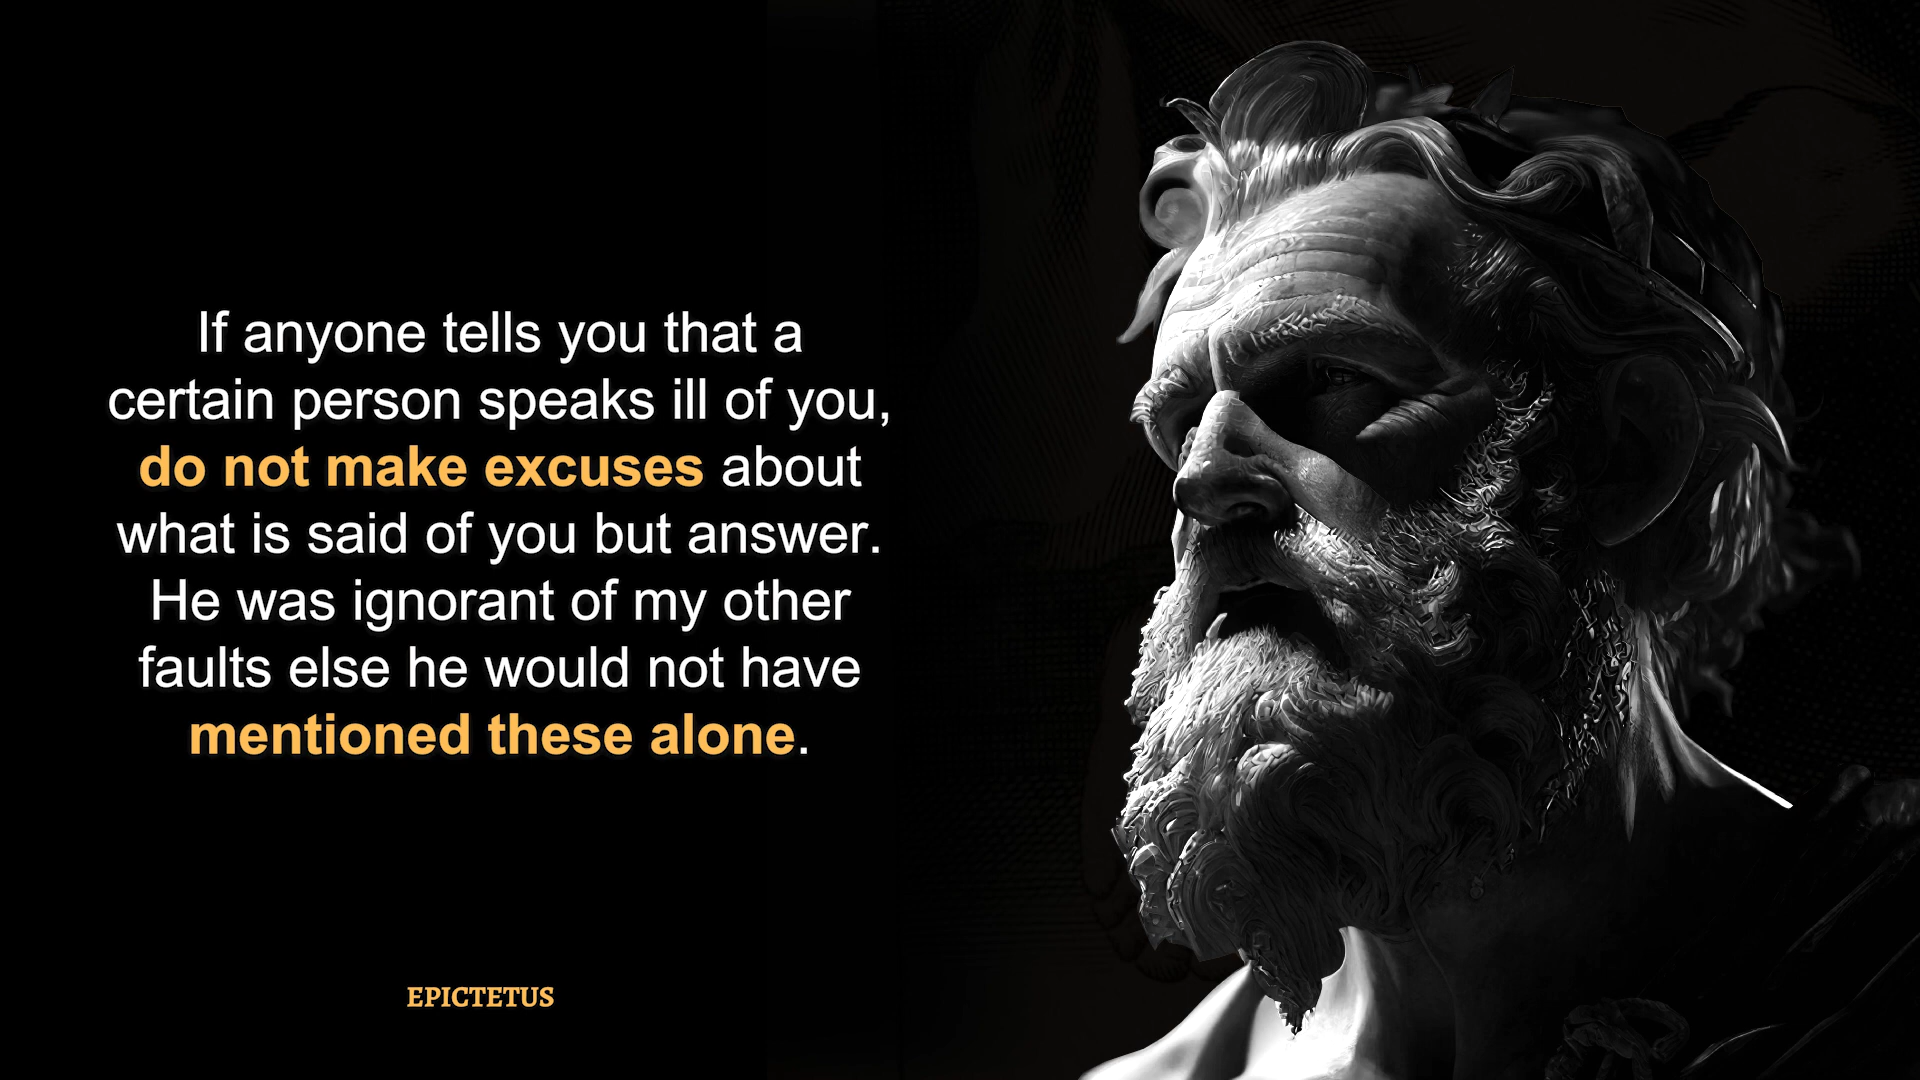 If anyone tells you that a
certain person speaks ill of you,
do not make excuses about
what is said of you but answer.
He was ignorant of my other
faults else he would not have
mentioned these alone.
EPICTETUS